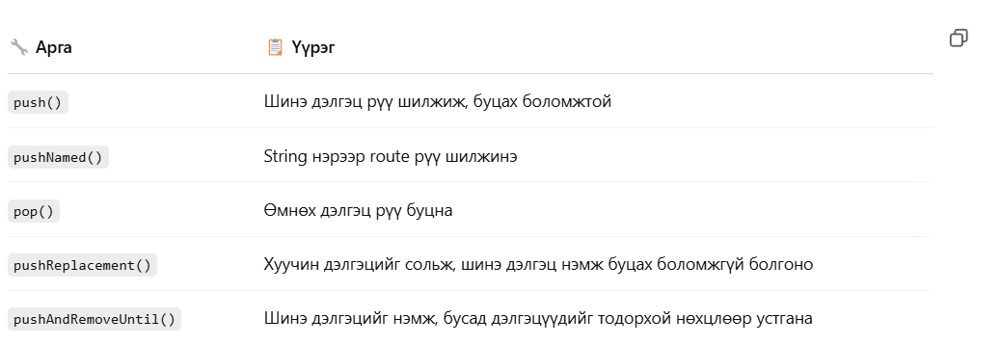 🔧 Арга 📋 Үүрэг
push() Шинэ дэлгэц рүү шилжиж, буцах боломжтой
pushNamed() String нэрээр route рүү шилжинэ
pop() Өмнөх дэлгэц рүү буцна
pushReplacement() Хуучин дэлгэцийг сольж, шинэ дэлгэц нэмж буцах боломжгүй болгоно
pushAndRemoveUntil() Шинэ дэлгэцийг нэмж, бусад дэлгэцүүдийг тодорхой нөхцлөөр устгана